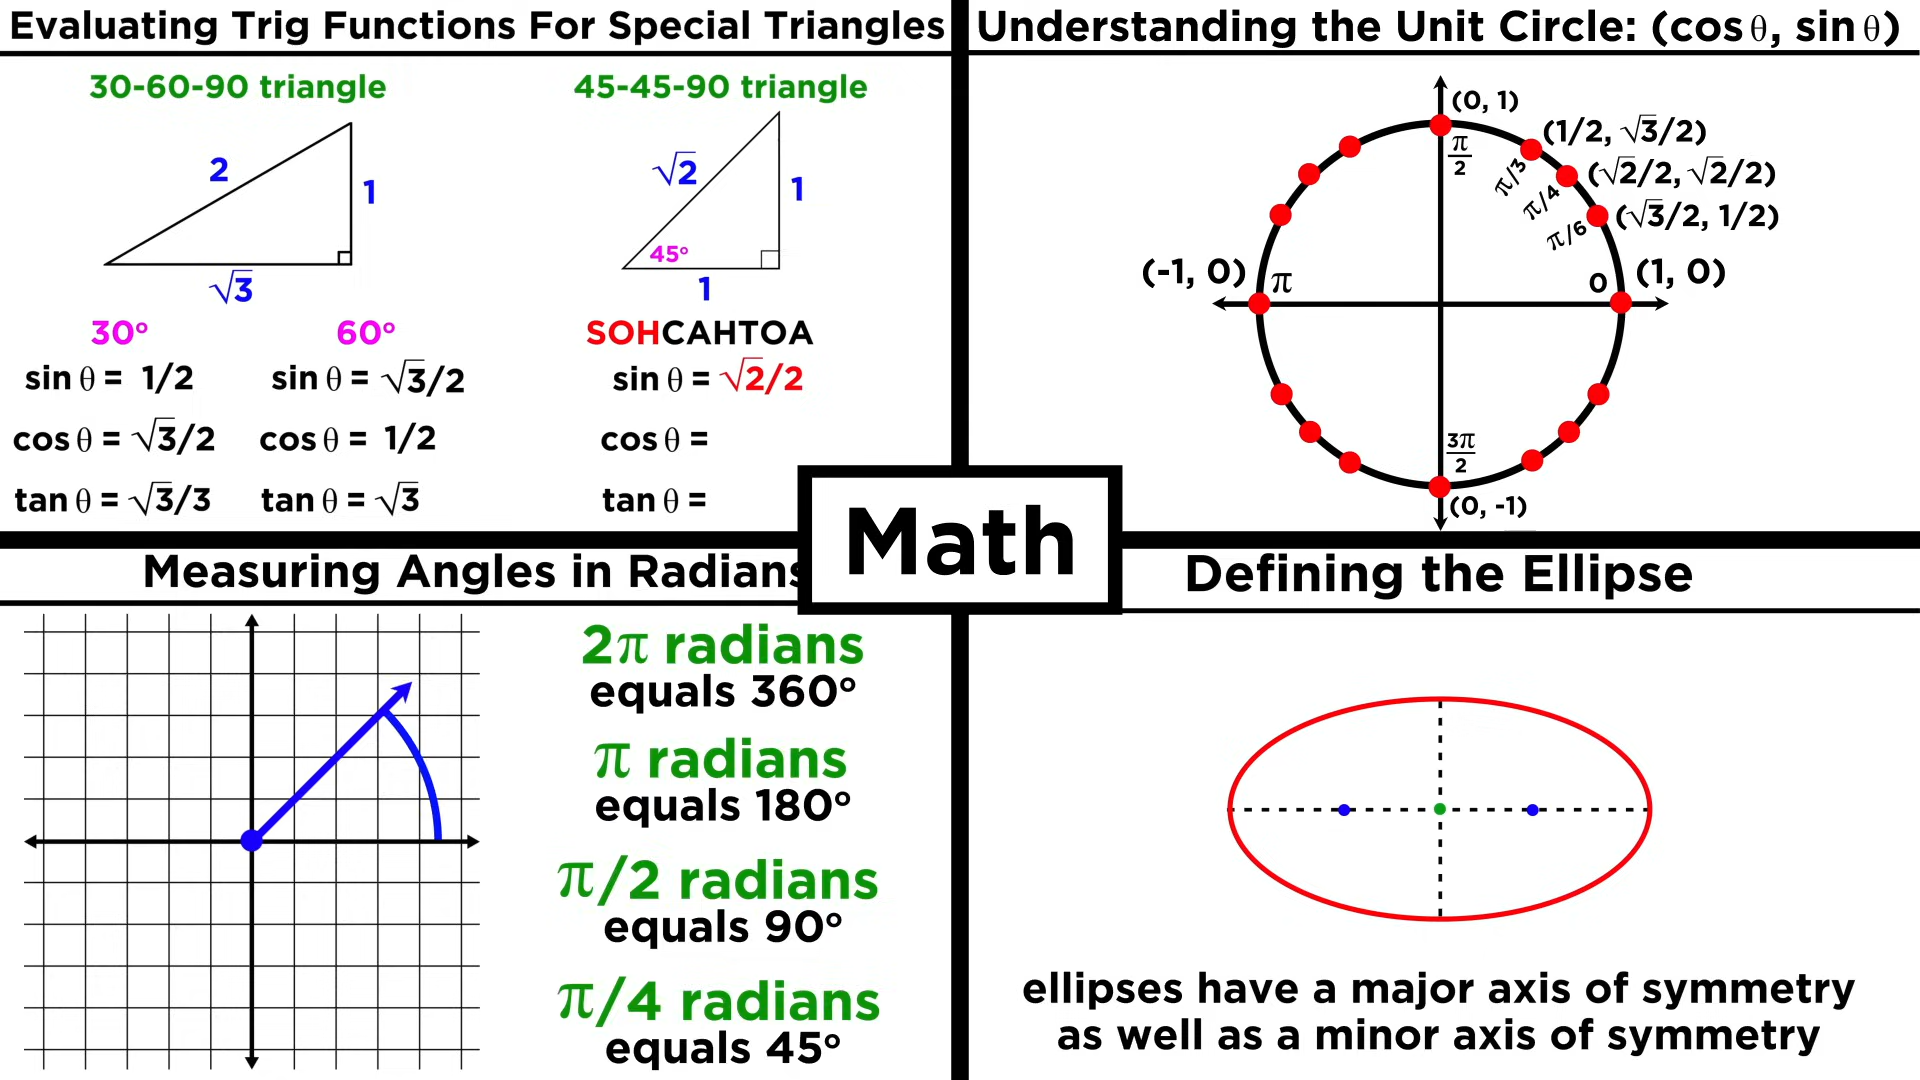 Evaluating Trig Functions For Special Triangles
30-60-90 triangle
45-45-90 triangle
2
1
√3
√2
1
45°
1
30°
60°
SOHCAHTOA
sin θ = 1/2
sin θ = √3/2
sin θ = √2/2
cos θ = √3/2
cos θ = 1/2
cos θ =
tan θ = √3/3
tan θ = √3
tan θ =
Understanding the Unit Circle: (cos θ, sin θ)
(0, 1)
(1/2, √3/2)
π/2
π/3
(√2/2, √2/2)
π/4
(√3/2, 1/2)
π/6
(-1, 0)
π
0
(1, 0)
3π/2
(0, -1)
Math
Measuring Angles in Radians
2π radians
equals 360°
π radians
equals 180°
π/2 radians
equals 90°
π/4 radians
equals 45°
Defining the Ellipse
ellipses have a major axis of symmetry
as well as a minor axis of symmetry